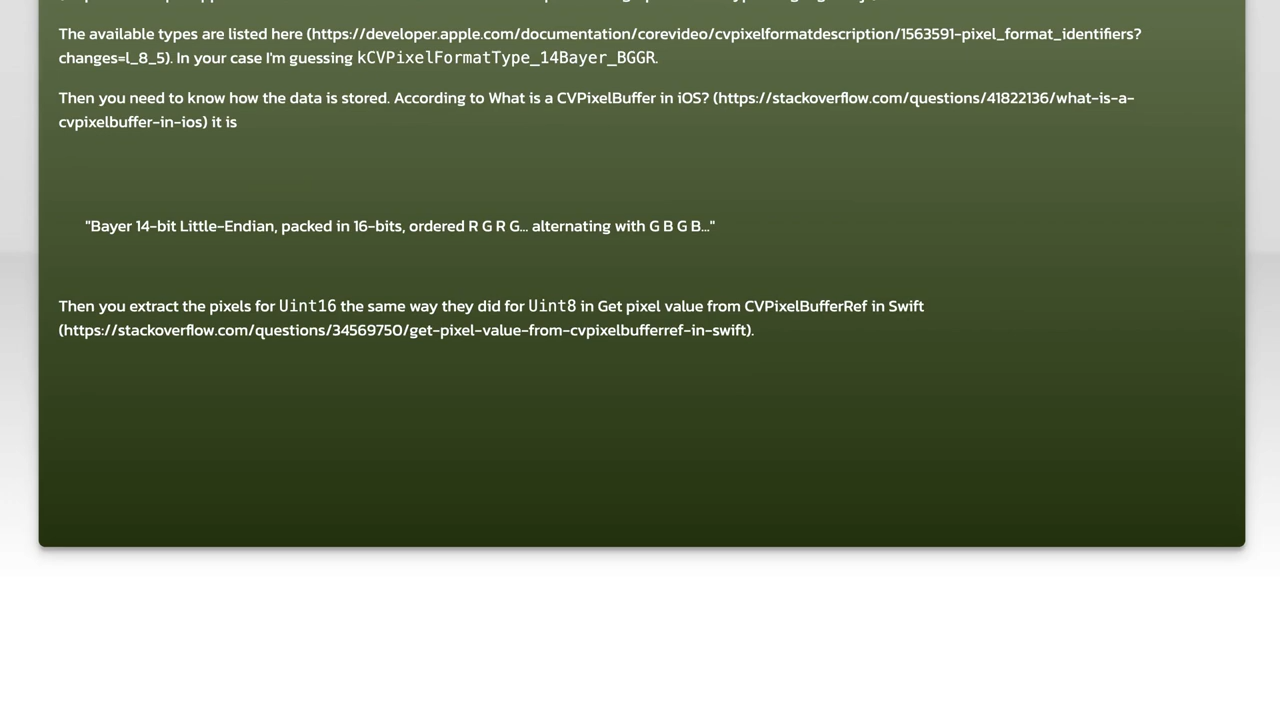 The available types are listed here (https://developer.apple.com/documentation/corevideo/cvpixelformatdescription/1563591-pixel_format_identifiers?
changes=l_8_5). In your case I'm guessing kCVPixelFormatType_14Bayer_BGGR.
Then you need to know how the data is stored. According to What is a CVPixelBuffer in iOS? (https://stackoverflow.com/questions/41822136/what-is-a-
cvpixelbuffer-in-ios) it is
"Bayer 14-bit Little-Endian, packed in 16-bits, ordered R G R G... alternating with G B G B..."
Then you extract the pixels for Uint16 the same way they did for Uint8 in Get pixel value from CVPixelBufferRef in Swift
(https://stackoverflow.com/questions/34569750/get-pixel-value-from-cvpixelbufferref-in-swift).